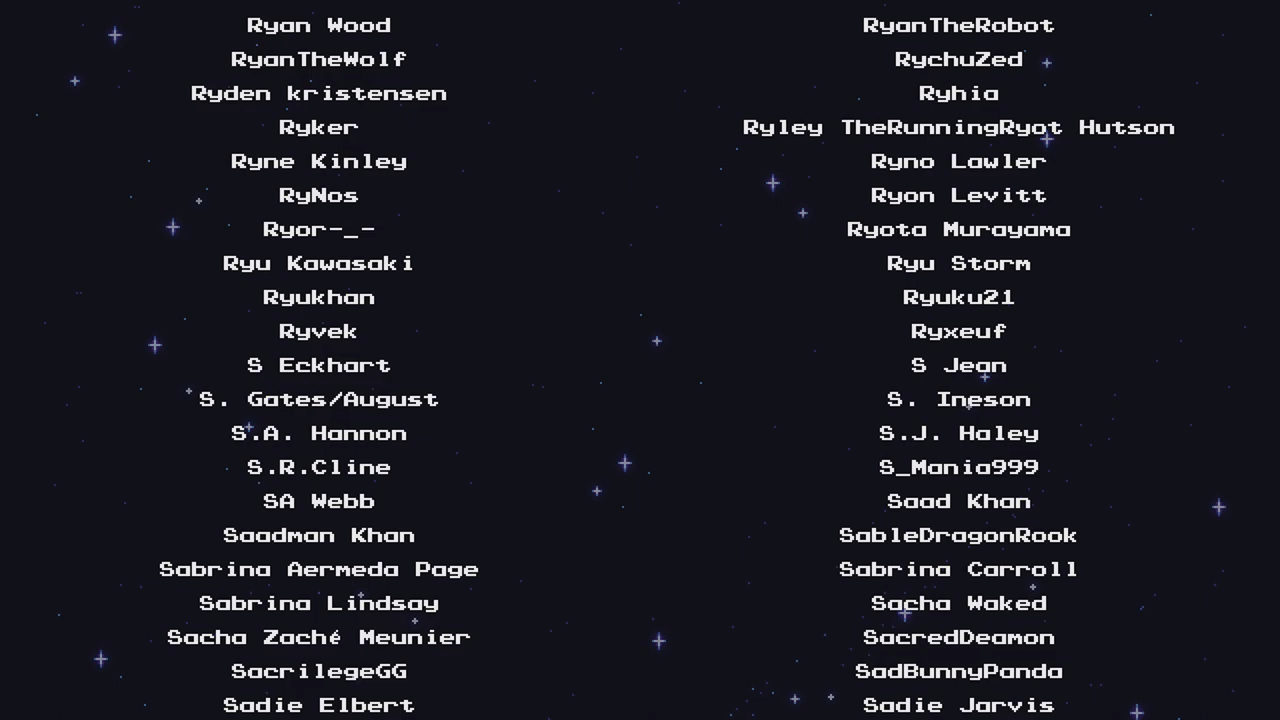 Ryan Wood
RyanTheRobot
RyanTheWolf
RychuZed
Ryden kristensen
Ryhia
Ryker
Ryley TheRunningRyot Hutson
Ryne Kinley
Ryno Lawler
RyNos
Ryon Levitt
Ryor-_-
Ryota Murayama
Ryu Kawasaki
Ryu Storm
Ryukhan
Ryuku21
Ryvek
Ryxeuf
S Eckhart
S Jean
S. Gates/August
S. Ineson
S.A. Hannon
S.J. Haley
S.R.Cline
S_Mania999
SA Webb
Saad Khan
Saadman Khan
SableDragonRook
Sabrina Aermeda Page
Sabrina Carroll
Sabrina Lindsay
Sacha Waked
Sacha Zaché Meunier
SacredDeamon
SacrilegeGG
SadBunnyPanda
Sadie Elbert
Sadie Jarvis